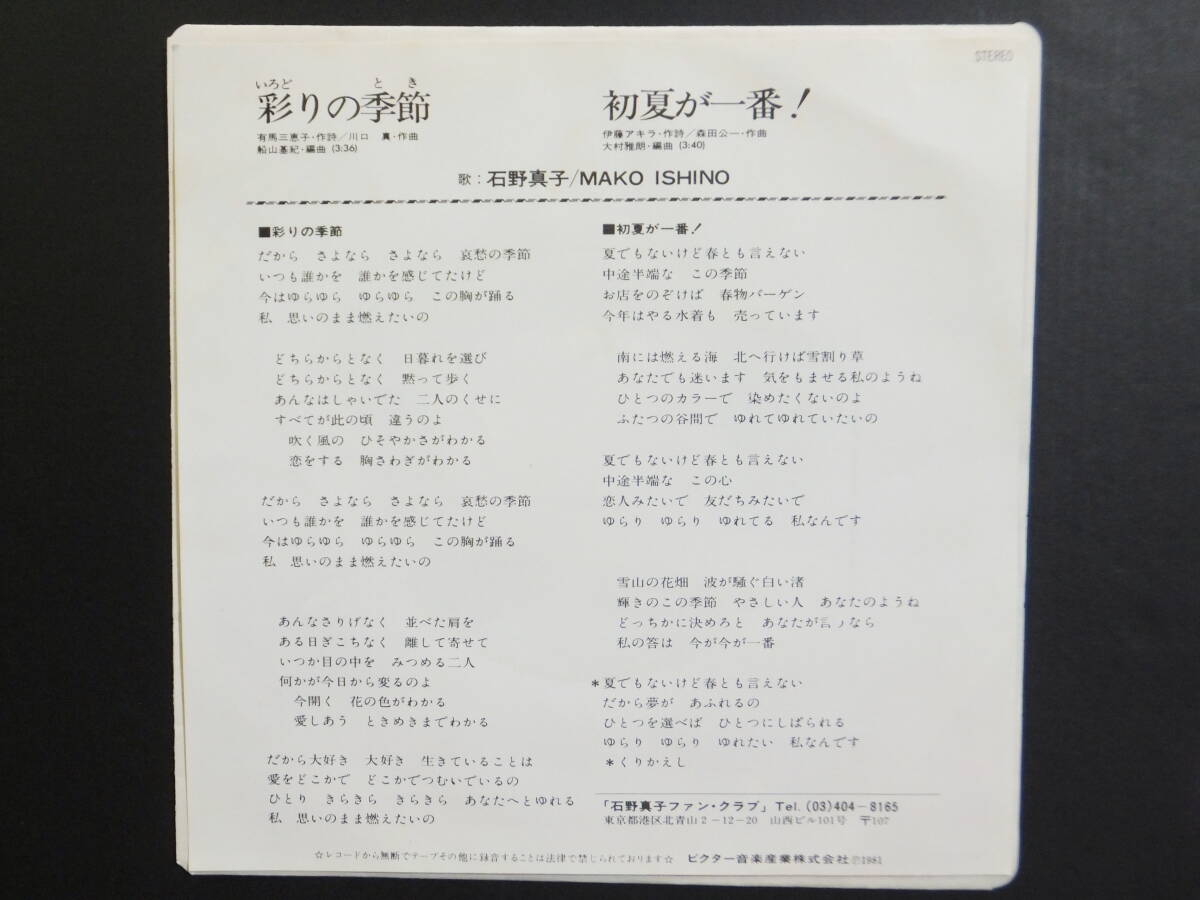 STEREO
いろど とき
彩りの季節
有馬三恵子・作詩/川口 真・作曲
船山基紀・編曲 (3:36)
初夏が一番!
伊藤アキラ・作詩/森田公一・作曲
大村雅朗・編曲 (3:40)
歌:石野真子/MAKO ISHINO
■彩りの季節
だから さよなら さよなら 哀愁の季節
いつも誰かを 誰かを感じてたけど
今はゆらゆら ゆらゆら この胸が踊る
私 思いのまま燃えたいの
どちらからとなく 日暮れを選び
どちらからとなく 黙って歩く
あんなはしゃいでた 二人のくせに
すべてが此の頃 違うのよ
吹く風の ひそやかさがわかる
恋をする 胸さわぎがわかる
だから さよなら さよなら 哀愁の季節
いつも誰かを 誰かを感じてたけど
今はゆらゆら ゆらゆら この胸が踊る
私 思いのまま燃えたいの
あんなさりげなく 並べた肩を
ある日ぎこちなく 離して寄せて
いつか目の中を みつめる二人
何かが今日から変るのよ
今開く 花の色がわかる
愛しあう ときめきまでわかる
だから大好き 大好き 生きていることは
愛をどこかで どこかでつむいでいるの
ひとり きらきら きらきら あなたへとゆれる
私 思いのまま燃えたいの
■初夏が一番!
夏でもないけど春とも言えない
中途半端な この季節
お店をのぞけば 春物バーゲン
今年はやる水着も 売っています
南には燃える海 北へ行けば雪割り草
あなたでも迷います 気をもませる私のようね
ひとつのカラーで 染めたくないのよ
ふたつの谷間で ゆれてゆれていたいの
夏でもないけど春とも言えない
中途半端な この心
恋人みたいで 友だちみたいで
ゆらり ゆらり ゆれてる 私なんです
雪山の花畑 波が騒ぐ白い渚
輝きのこの季節 やさしい人 あなたのようね
どっちかに決めろと あなたが言うなら
私の答は 今が今が一番
*夏でもないけど春とも言えない
だから夢が あふれるの
ひとつを選べば ひとつにしばられる
ゆらり ゆらり ゆれたい 私なんです
*くりかえし
「石野真子ファン・クラブ」Tel. (03)404-8165
東京都港区北青山2-12-20 山西ビル101号 〒107
☆レコードから無断でテープその他に録音することは法律で禁じられております☆ ビクター音楽産業株式会社 ℗1981